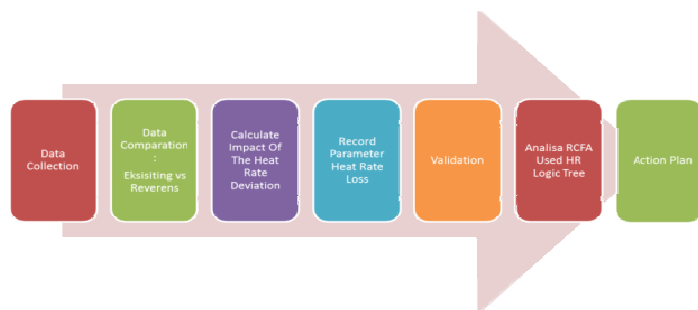 Data
Collection
Data
Comparation
:
Eksisiting vs
Reverens
Calculate
Impact Of
The Heat
Rate
Deviation
Record
Parameter
Heat Rate
Loss
Validation
Analisa RCFA
Used HR
Logic Tree
Action Plan